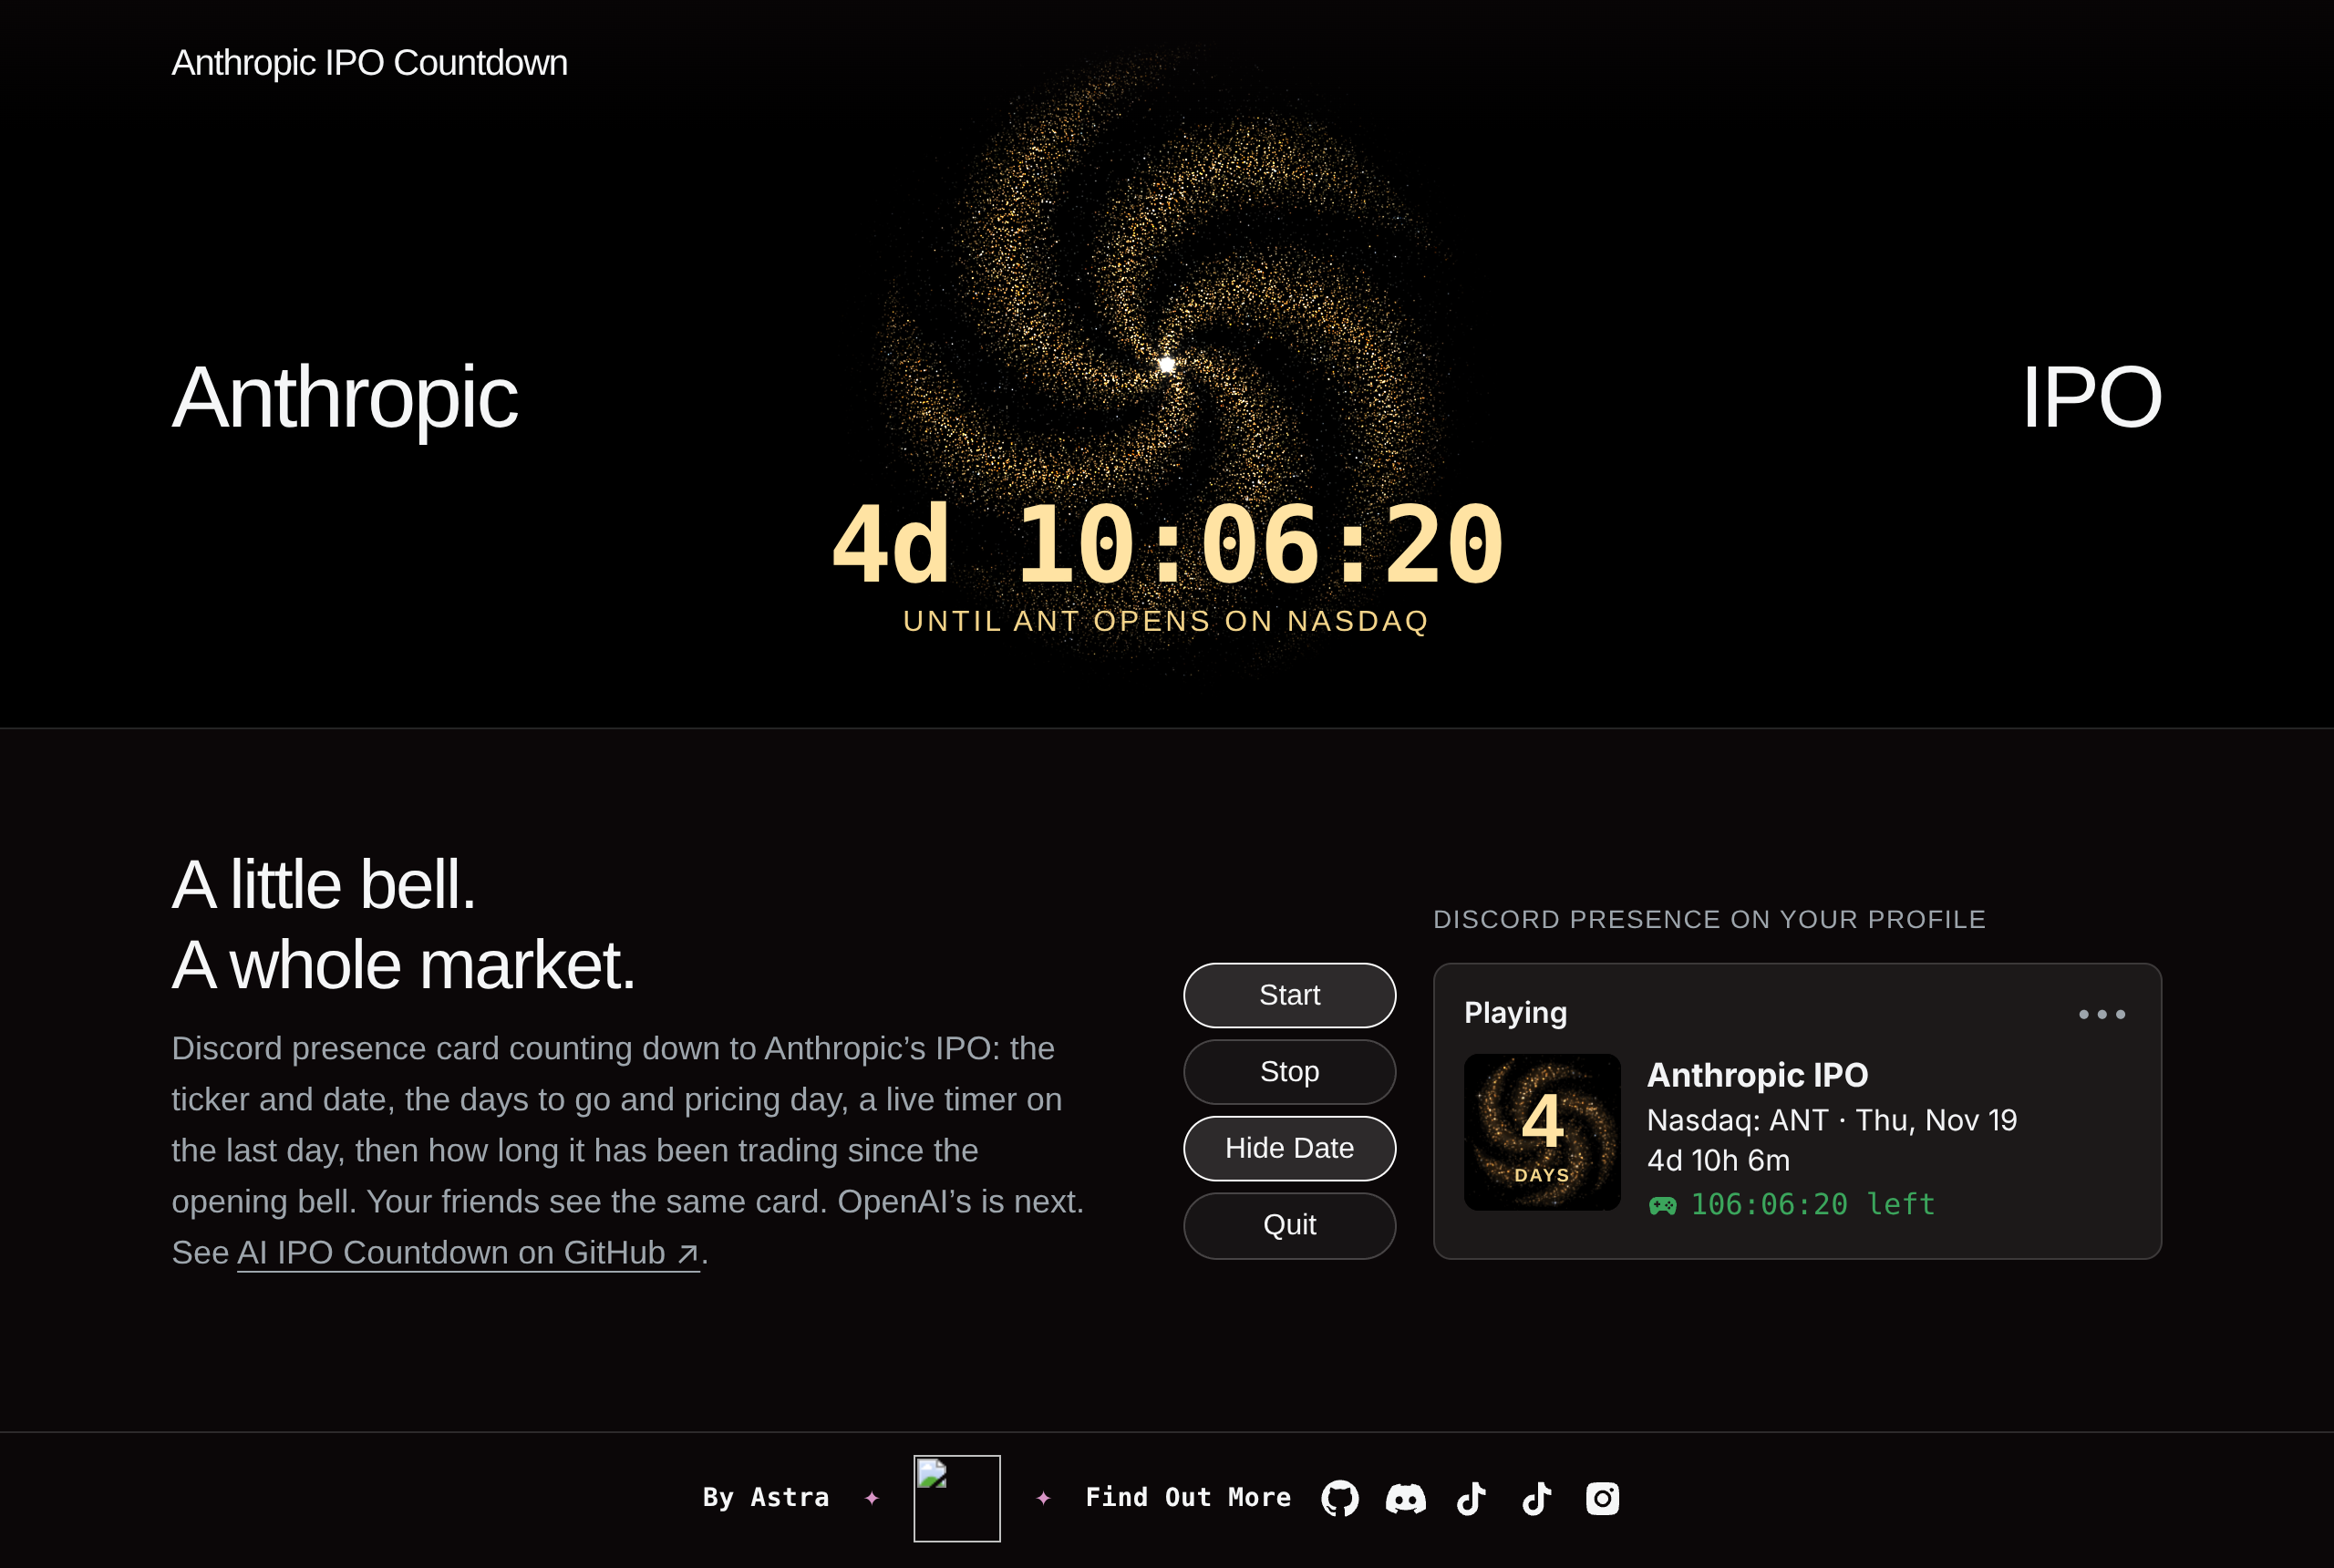 Anthropic IPO Countdown
Anthropic
IPO
4d 10:06:20
UNTIL ANT OPENS ON NASDAQ
A little bell.
A whole market.
Discord presence card counting down to Anthropic’s IPO: the
ticker and date, the days to go and pricing day, a live timer on
the last day, then how long it has been trading since the
opening bell. Your friends see the same card. OpenAI’s is next.
See AI IPO Countdown on GitHub ↗.
Start
Stop
Hide Date
Quit
DISCORD PRESENCE ON YOUR PROFILE
Playing
4
DAYS
Anthropic IPO
Nasdaq: ANT · Thu, Nov 19
4d 10h 6m
106:06:20 left
By Astra ✦ ✦ Find Out More